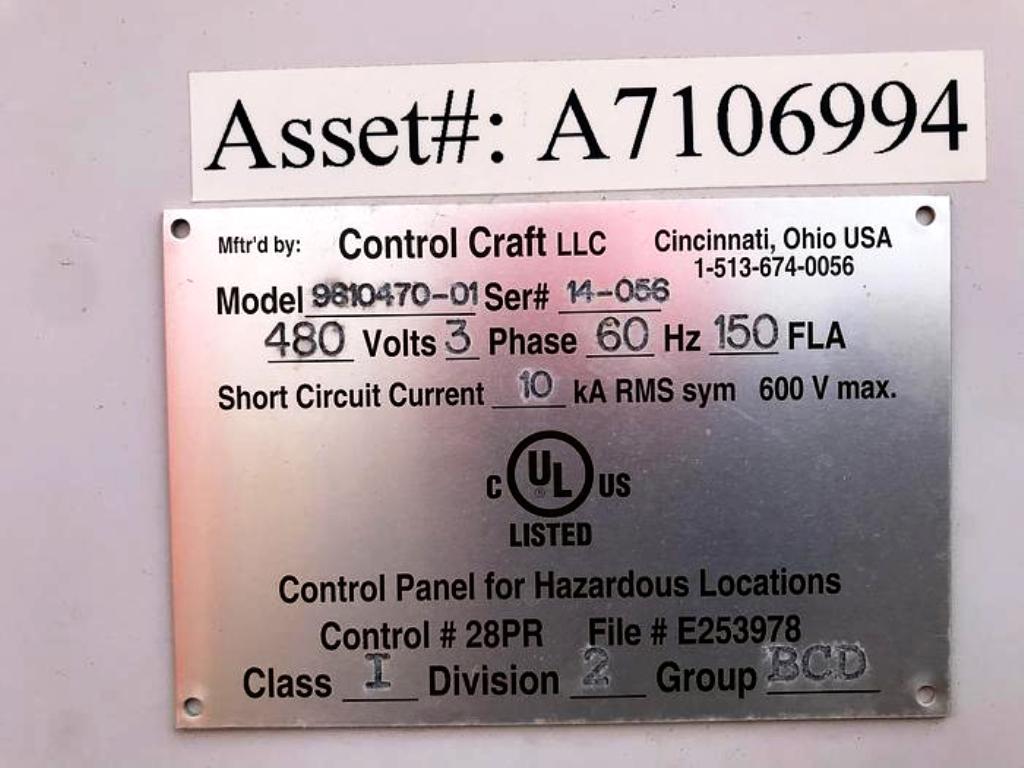 Asset#: A7106994
Mftr'd by: Control Craft LLC Cincinnati, Ohio USA
1-513-674-0056
Model 9810470-01 Ser# 14-056
480 Volts 3 Phase 60 Hz 150 FLA
Short Circuit Current 10 kA RMS sym 600 V max.
C UL ® US
LISTED
Control Panel for Hazardous Locations
Control # 28PR File # E253978
Class I Division 2 Group BCD